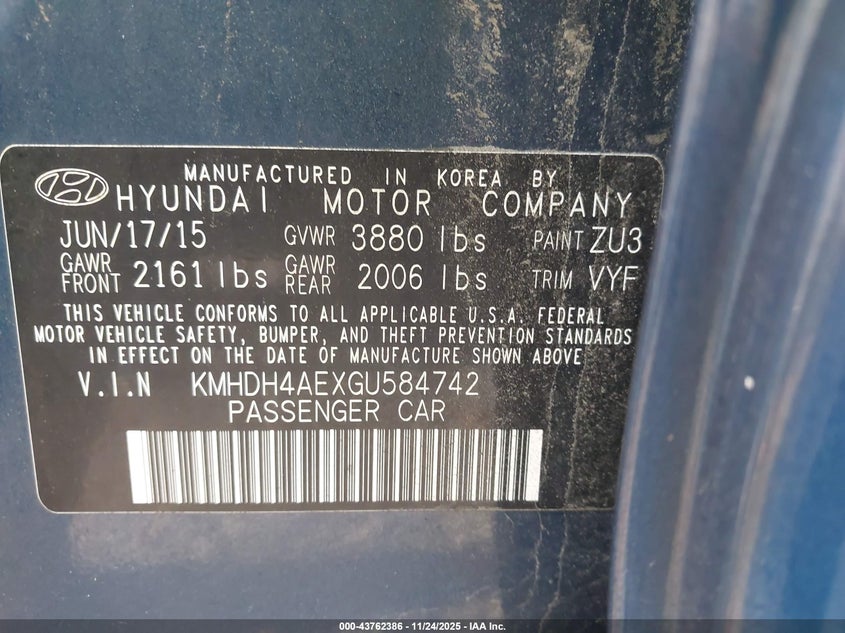 MANUFACTURED IN KOREA BY
HYUNDAI MOTOR COMPANY
JUN/17/15 GVWR 3880 lbs PAINT ZU3
GAWR FRONT 2161 lbs GAWR REAR 2006 lbs TRIM VYF
THIS VEHICLE CONFORMS TO ALL APPLICABLE U.S.A. FEDERAL
MOTOR VEHICLE SAFETY, BUMPER, AND THEFT PREVENTION STANDARDS
IN EFFECT ON THE DATE OF MANUFACTURE SHOWN ABOVE
V.I.N KMHDH4AEXGU584742
PASSENGER CAR
000-43762386 - 11/24/2025 - IAA Inc.